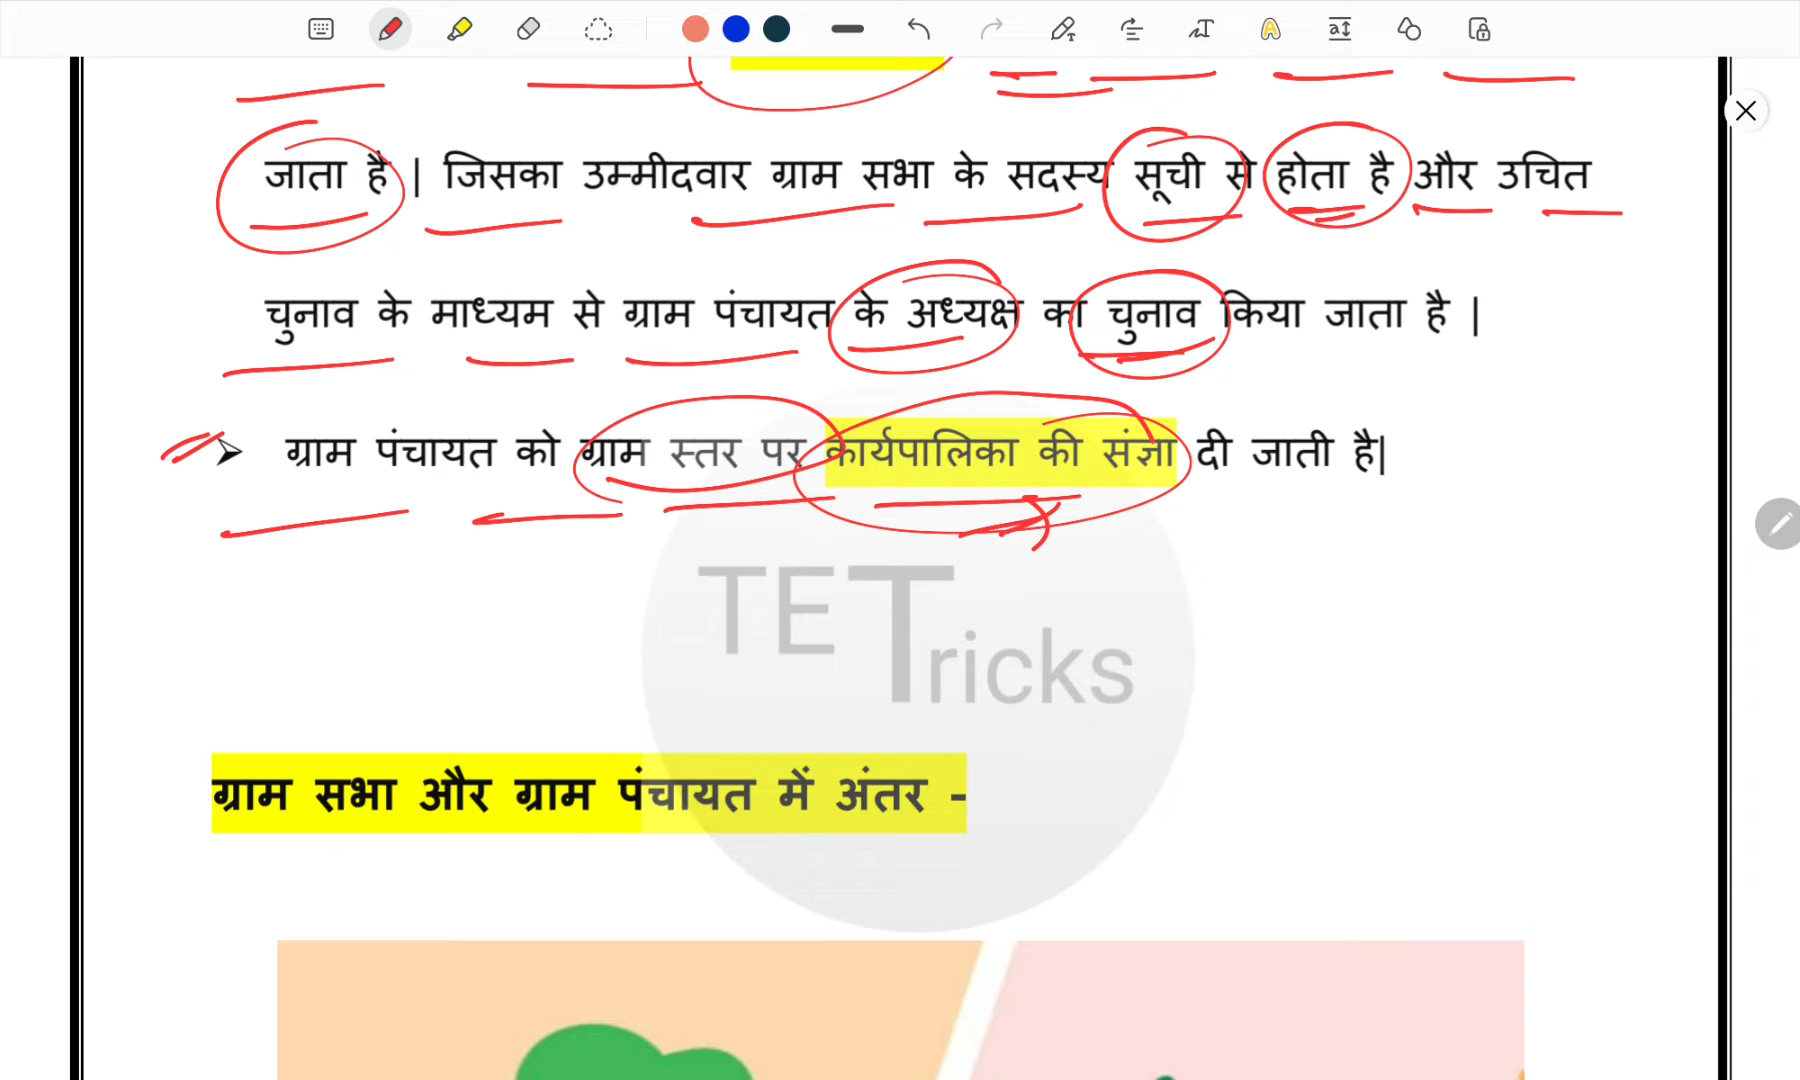 जाता है | जिसका उम्मीदवार ग्राम सभा के सदस्य सूची से होता है और उचित
चुनाव के माध्यम से ग्राम पंचायत के अध्यक्ष का चुनाव किया जाता है |
➤ ग्राम पंचायत को ग्राम स्तर पर कार्यपालिका की संज्ञा दी जाती है|
TETricks
ग्राम सभा और ग्राम पंचायत में अंतर -